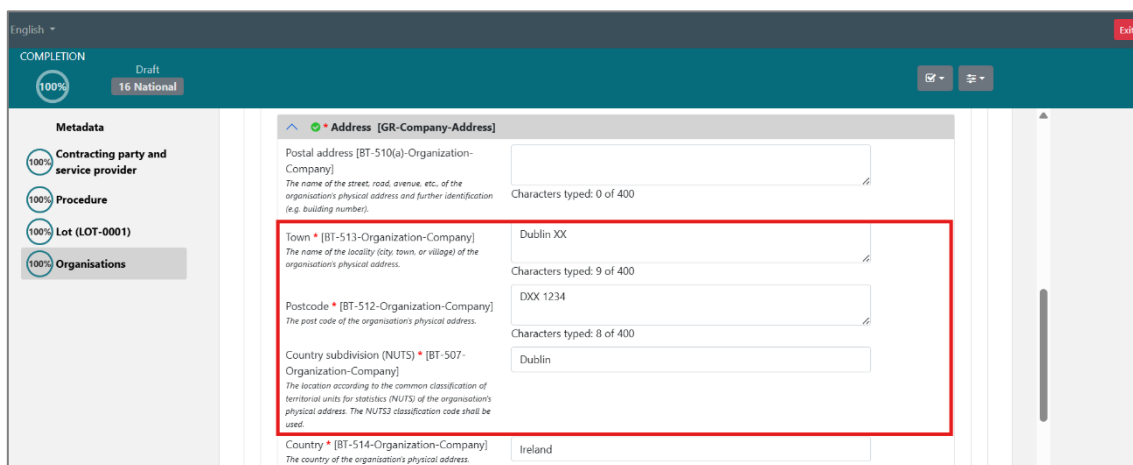 English
Exit
COMPLETION
100%
Draft
16 National
Metadata
100% Contracting party and
service provider
100% Procedure
100% Lot (LOT-0001)
100% Organisations
* Address [GR-Company-Address]
Postal address [BT-510(a)-Organization-
Company]
The name of the street, road, avenue, etc., of the
organisation's physical address and further identification
(e.g. building number).
Characters typed: 0 of 400
Town * [BT-513-Organization-Company]
The name of the locality (city, town, or village) of the
organisation's physical address.
Dublin XX
Characters typed: 9 of 400
Postcode * [BT-512-Organization-Company]
The post code of the organisation's physical address.
DXX 1234
Characters typed: 8 of 400
Country subdivision (NUTS) * [BT-507-
Organization-Company]
The location according to the common classification of
territorial units for statistics (NUTS) of the organisation's
physical address. The NUTS3 classification code shall be
used.
Dublin
Country * [BT-514-Organization-Company]
The country of the organisation's physical address.
Ireland